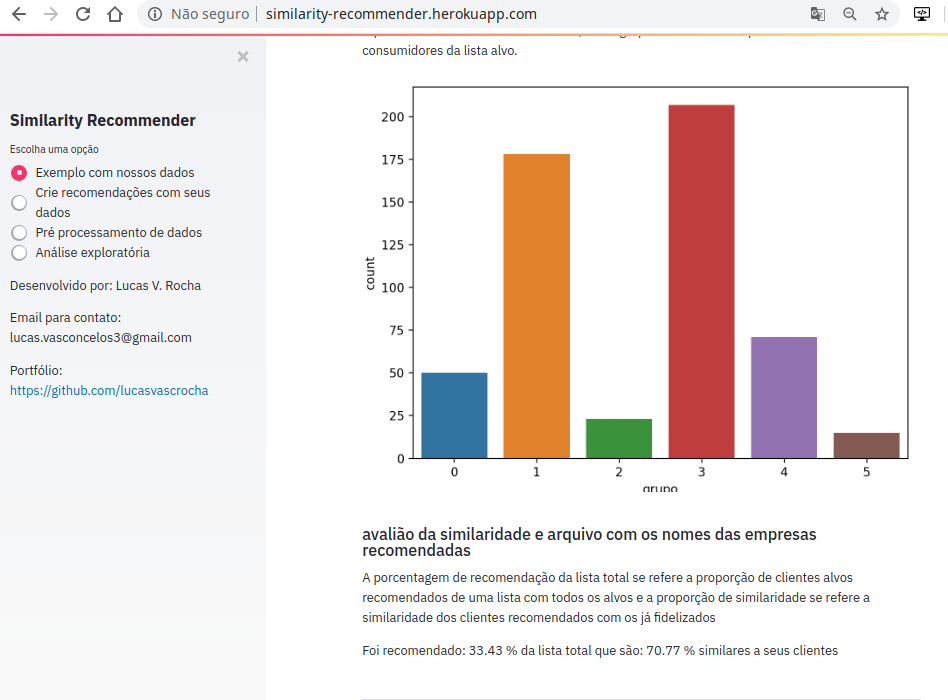 Não seguro | similarity-recommender.herokuapp.com
Similarity Recommender
Escolha uma opção
Exemplo com nossos dados
Crie recomendações com seus
dados
Pré processamento de dados
Análise exploratória
Desenvolvido por: Lucas V. Rocha
Email para contato:
lucas.vasconcelos3@gmail.com
Portfólio:
https://github.com/lucasvascrocha
consumidores da lista alvo.
200
175
150
125
100
75
50
25
0
count
0 1 2 3 4 5
grupo
avalião da similaridade e arquivo com os nomes das empresas
recomendadas
A porcentagem de recomendação da lista total se refere a proporção de clientes alvos
recomendados de uma lista com todos os alvos e a proporção de similaridade se refere a
similaridade dos clientes recomendados com os já fidelizados
Foi recomendado: 33.43 % da lista total que são: 70.77 % similares a seus clientes